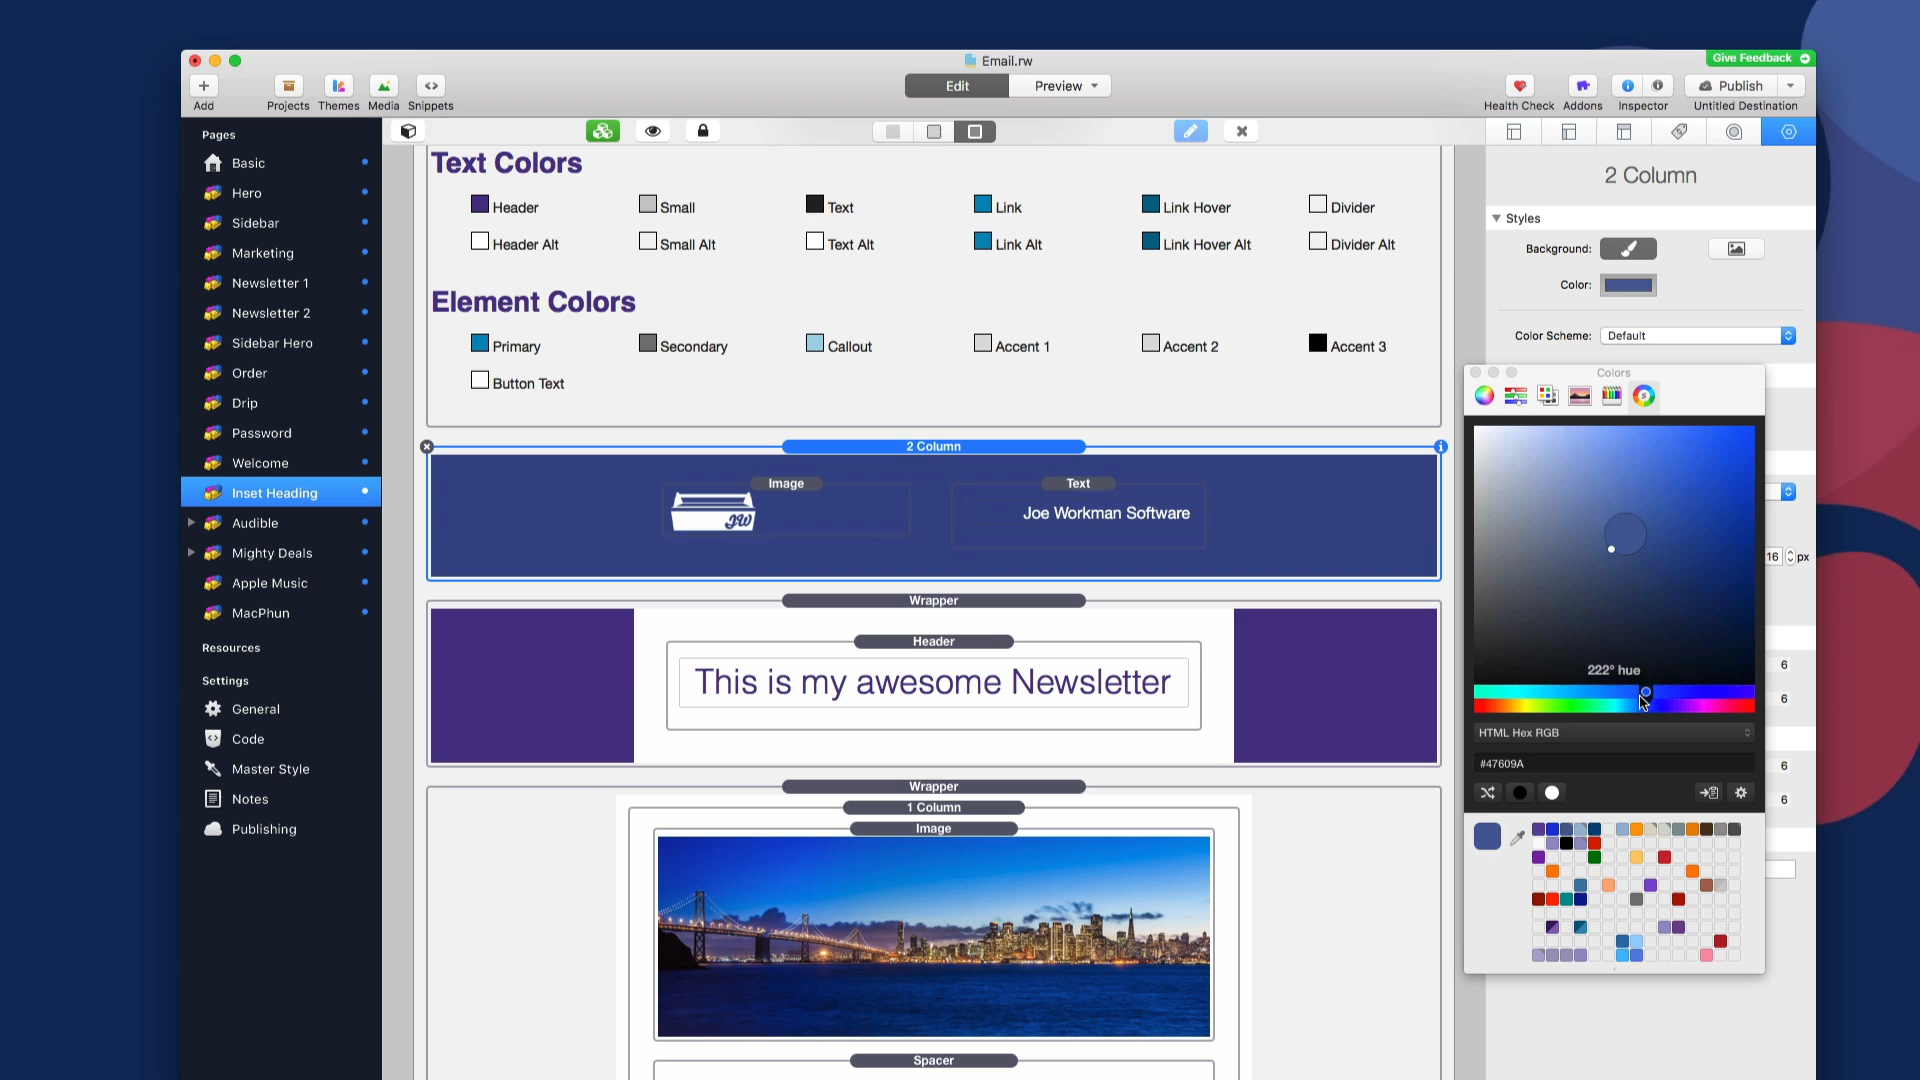 Email.rw
Give Feedback
Add
Projects
Themes
Media
Snippets
Edit
Preview
Health Check
Addons
Inspector
Publish
Untitled Destination
Pages
Basic
Hero
Sidebar
Marketing
Newsletter 1
Newsletter 2
Sidebar Hero
Order
Drip
Password
Welcome
Inset Heading
Audible
Mighty Deals
Apple Music
MacPhun
Resources
Settings
General
Code
Master Style
Notes
Publishing
Text Colors
Header
Small
Text
Link
Link Hover
Divider
Header Alt
Small Alt
Text Alt
Link Alt
Link Hover Alt
Divider Alt
Element Colors
Primary
Secondary
Callout
Accent 1
Accent 2
Accent 3
Button Text
2 Column
Image
Text
JW
Joe Workman Software
Wrapper
Header
This is my awesome Newsletter
Wrapper
1 Column
Image
Spacer
2 Column
Styles
Background:
Color:
Color Scheme:
Default
Colors
16
px
222° hue
6
6
HTML Hex RGB
#47609A
6
6